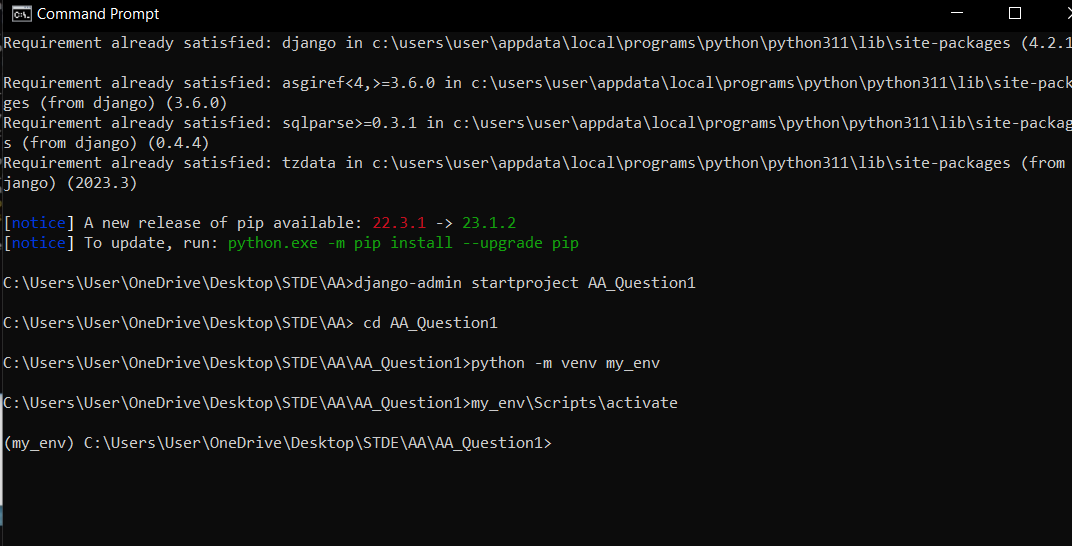 Command Prompt
Requirement already satisfied: django in c:\users\user\appdata\local\programs\python\python311\lib\site-packages (4.2.1
Requirement already satisfied: asgiref<4,>=3.6.0 in c:\users\user\appdata\local\programs\python\python311\lib\site-pack
ges (from django) (3.6.0)
Requirement already satisfied: sqlparse>=0.3.1 in c:\users\user\appdata\local\programs\python\python311\lib\site-packag
s (from django) (0.4.4)
Requirement already satisfied: tzdata in c:\users\user\appdata\local\programs\python\python311\lib\site-packages (from
jango) (2023.3)
[notice] A new release of pip available: 22.3.1 -> 23.1.2
[notice] To update, run: python.exe -m pip install --upgrade pip
C:\Users\User\OneDrive\Desktop\STDE\AA>django-admin startproject AA_Question1
C:\Users\User\OneDrive\Desktop\STDE\AA> cd AA_Question1
C:\Users\User\OneDrive\Desktop\STDE\AA\AA_Question1>python -m venv my_env
C:\Users\User\OneDrive\Desktop\STDE\AA\AA_Question1>my_env\Scripts\activate
(my_env) C:\Users\User\OneDrive\Desktop\STDE\AA\AA_Question1>